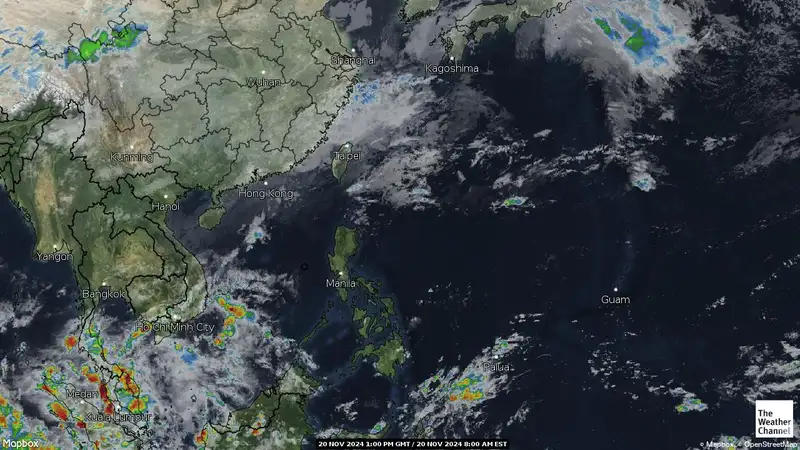 Shanghai
Kagoshima
Wuhan
Kunming
Taipei
Hanoi
Hong Kong
Yangon
Bangkok
Manila
Guam
Ho Chi Minh City
Palua
Medan
Kuala Lumpur
The
Weather
Channel
Mapbox
20 NOV 2024 1:00 PM GMT / 20 NOV 2024 8:00 AM EST
© Mapbox, © OpenStreetMap